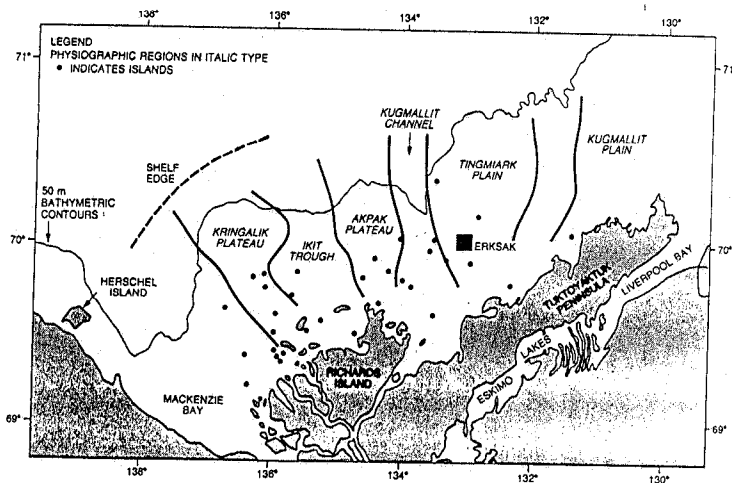 138° 136° 134° 132° 130°
LEGEND
PHYSIOGRAPHIC REGIONS IN ITALIC TYPE
• INDICATES ISLANDS
71° 71°
KUGMALLIT
CHANNEL
KUGMALLIT
PLAIN
TINGMIARK
PLAIN
SHELF
EDGE
50 m
BATHYMETRIC
CONTOURS
AKPAK
PLATEAU
KRINGALIK
PLATEAU
IKIT
TROUGH
70° 70°
ERKSAK
HERSCHEL
ISLAND
TUKTOYAKTUK
PENINSULA
LIVERPOOL BAY
ESKIMO LAKES
RICHARDS
ISLAND
MACKENZIE
BAY
69° 69°
138° 136° 134° 132° 130°